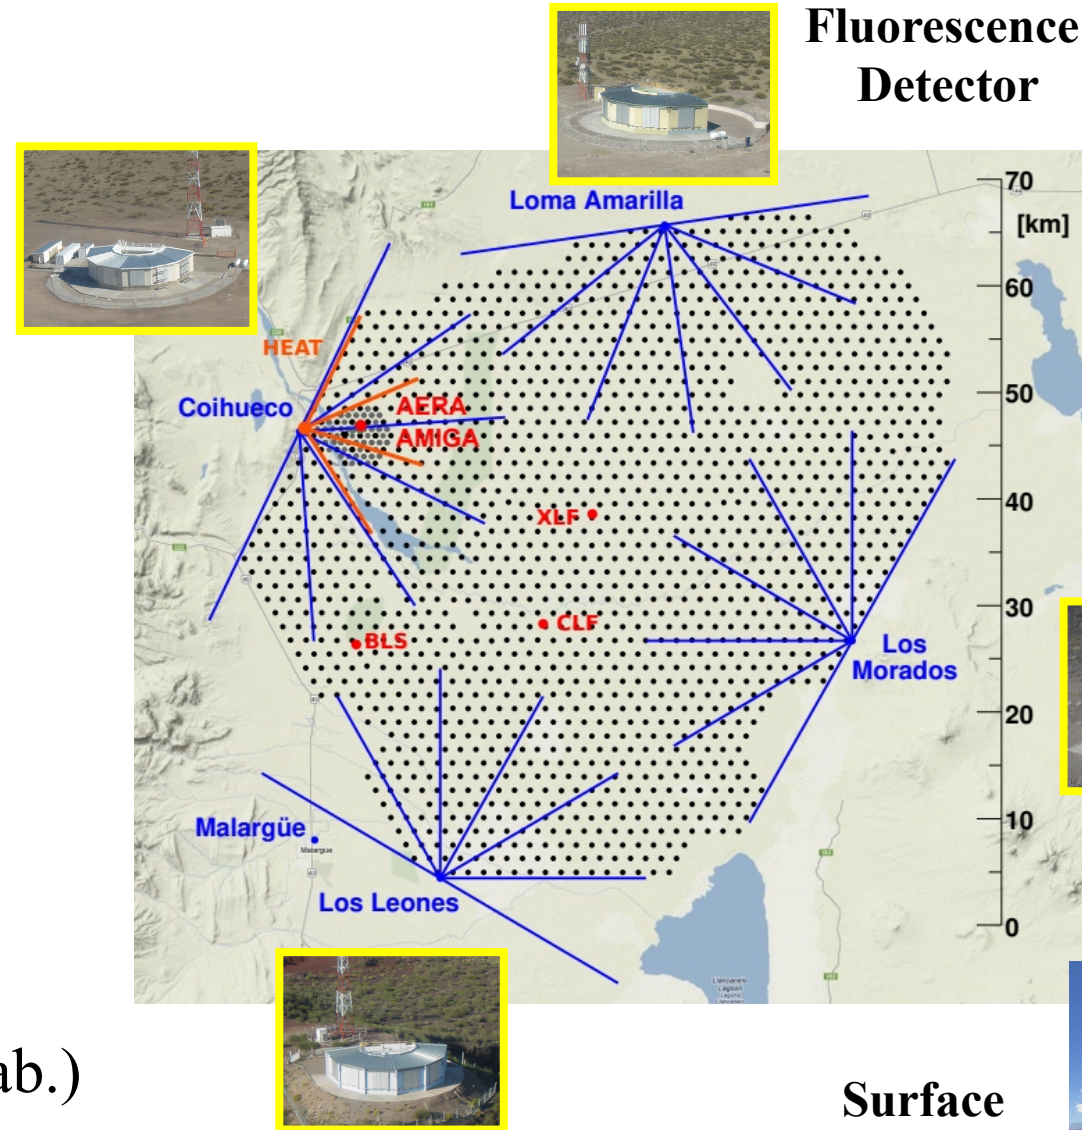 Fluorescence
Detector
Loma Amarilla
70
[km]
60
HEAT
50
Coihueco
AERA
AMIGA
40
XLF
30
CLF
BLS
Los
Morados
20
10
Malargüe
Malargüe
Los Leones
0
ab.)
Surface